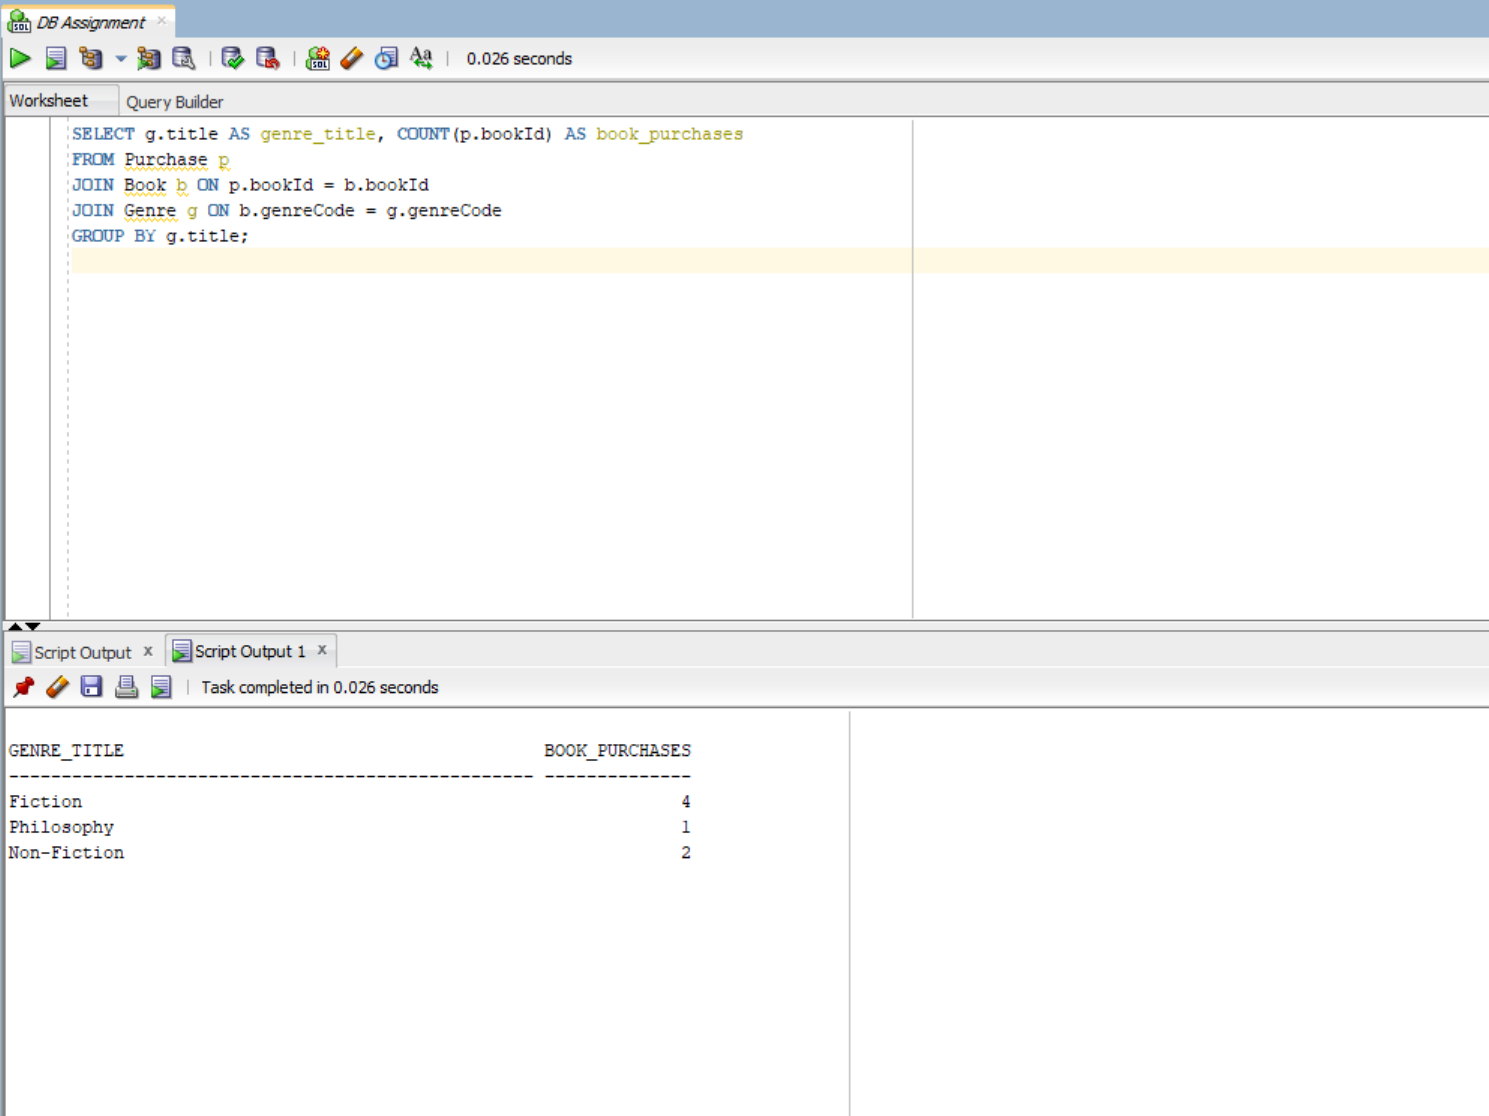 DB Assignment
0.026 seconds
Worksheet Query Builder
SELECT g.title AS genre_title, COUNT(p.bookId) AS book_purchases
FROM Purchase p
JOIN Book b ON p.bookId = b.bookId
JOIN Genre g ON b.genreCode = g.genreCode
GROUP BY g.title;
Script Output x Script Output 1 x
Task completed in 0.026 seconds
GENRE_TITLE BOOK_PURCHASES
-------------------------------------------------- --------------
Fiction 4
Philosophy 1
Non-Fiction 2